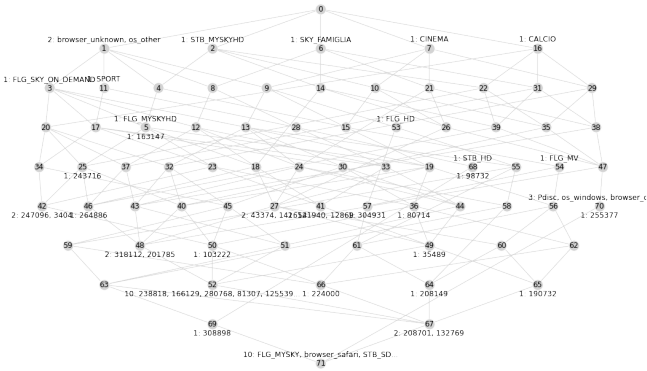 0
2: browser_unknown, os_other
1: STB_MYSKYHD
1: SKY_FAMIGLIA
1: CINEMA
1: CALCIO
1 2 6 7 16
1: FLG_SKY_ON_DEMAND
1: SPORT
3 11 4 8 9 14 10 21 22 31 29
1: FLG_MYSKYHD
1: FLG_HD
20 17 5 12 13 28 15 53 26 39 35 38
1: 163147
1: STB_HD
1: FLG_MV
34 25 37 32 23 18 30 33 19 68 55 54 47
1: 243716
1: 98732
3: Pdisc, os_windows, browser_c
42 46 43 40 45 27 41 57 36 44 58 56 70
2: 247096, 3404
1: 264886
2: 43374,
1: 304931
1: 80714
1: 255377
59 48 50 51 61 49 60 62
2: 318112, 201785
1: 103222
1: 35489
63 52 66 64 65
10: 238818, 166129, 280768, 81307, 125539
1: 224000
1: 208149
1: 190732
69 67
1: 308898
2: 208701, 132769
10: FLG_MYSKY, browser_safari, STB_SD...
71